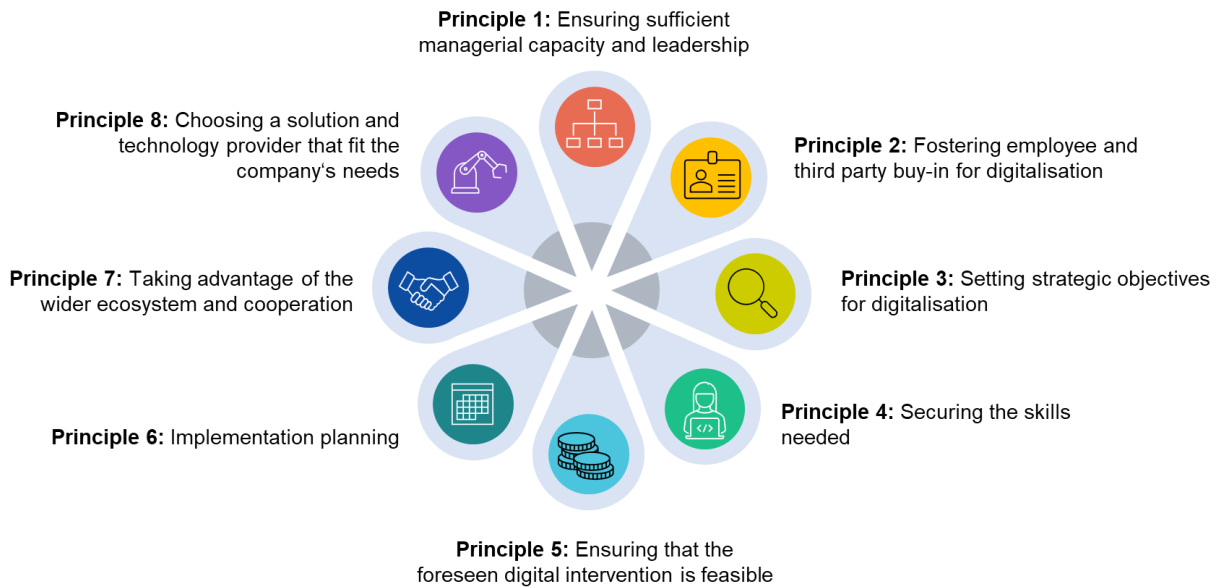 Principle 1: Ensuring sufficient
managerial capacity and leadership
Principle 2: Fostering employee and
third party buy-in for digitalisation
Principle 3: Setting strategic objectives
for digitalisation
Principle 4: Securing the skills
needed
Principle 5: Ensuring that the
foreseen digital intervention is feasible
Principle 6: Implementation planning
Principle 7: Taking advantage of the
wider ecosystem and cooperation
Principle 8: Choosing a solution and
technology provider that fit the
company‘s needs